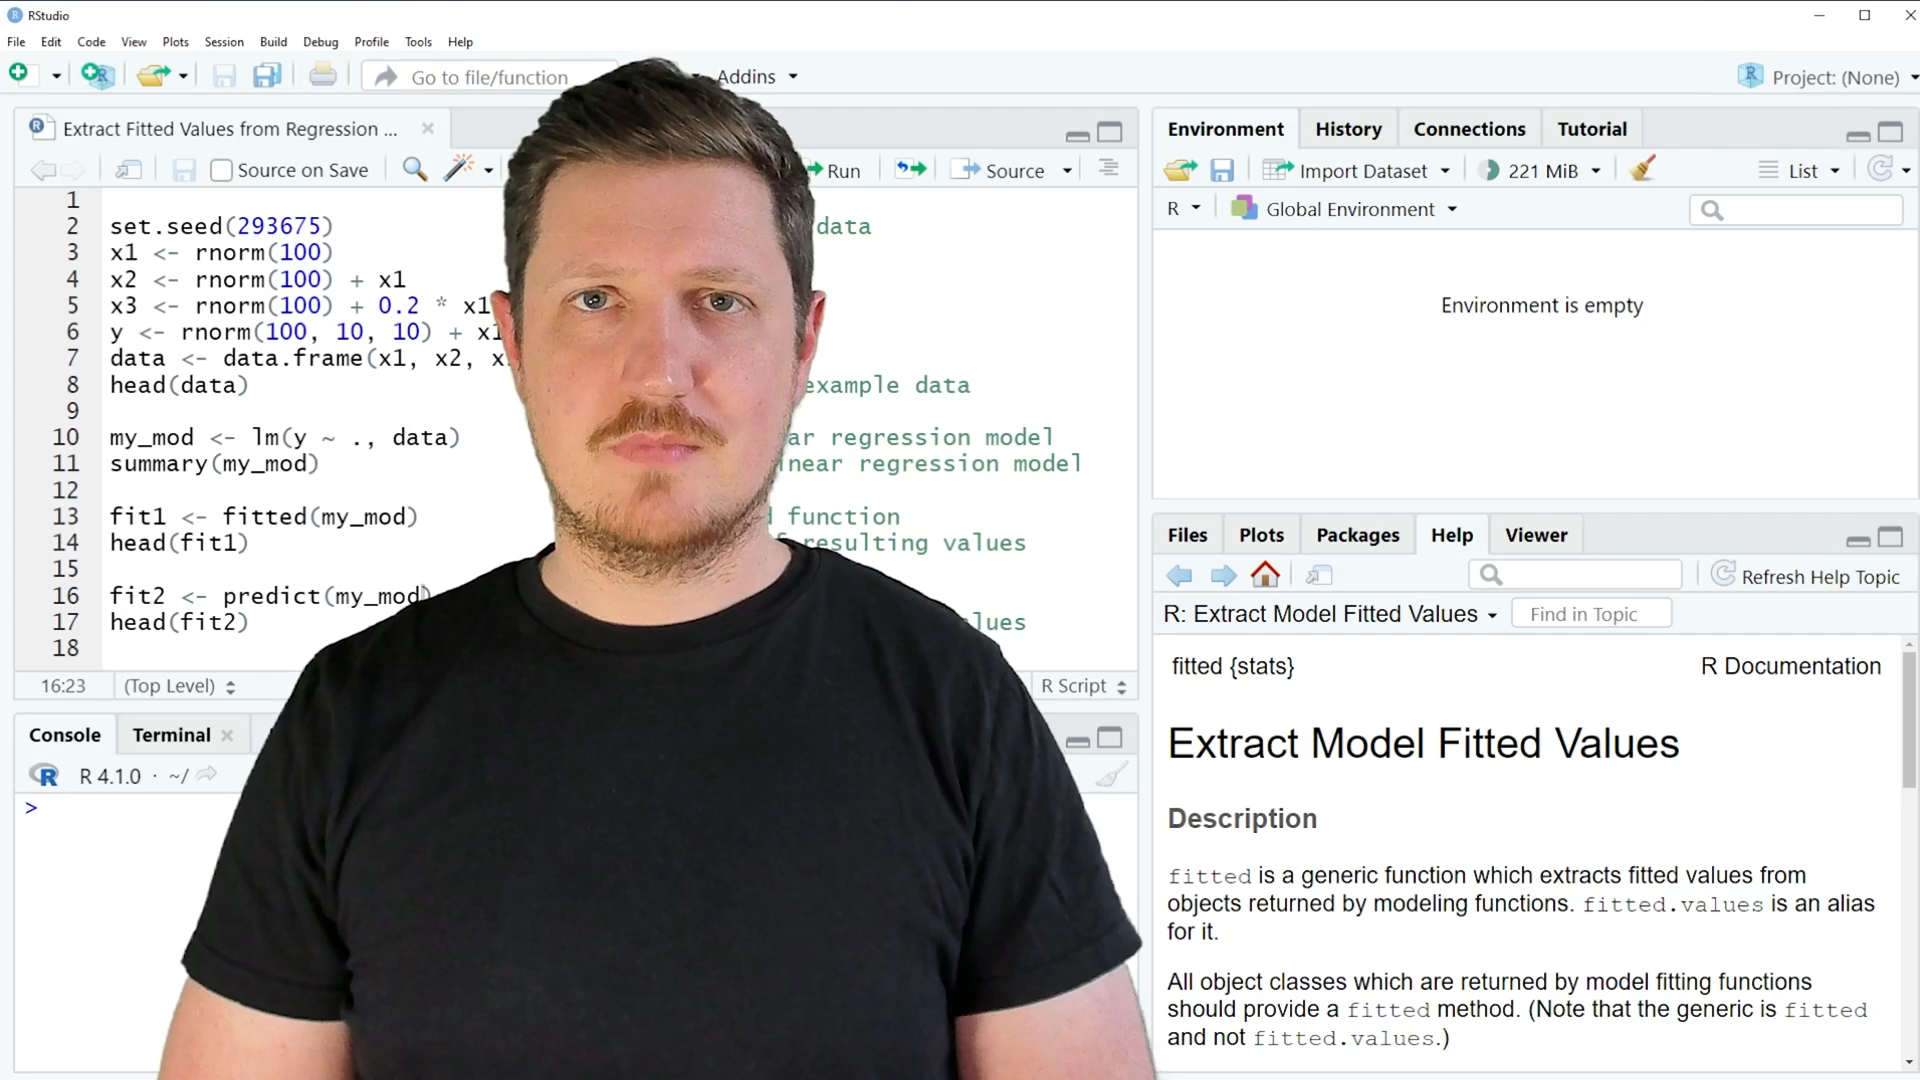 RStudio
File Edit Code View Plots Session Build Debug Profile Tools Help
Go to file/function Addins Project: (None)
Extract Fitted Values from Regression ...
Source on Save Run Source
1
2 set.seed(293675) data
3 x1 <- rnorm(100)
4 x2 <- rnorm(100) + x1
5 x3 <- rnorm(100) + 0.2 * x1
6 y <- rnorm(100, 10, 10) + x1
7 data <- data.frame(x1, x2,
8 head(data) example data
9
10 my_mod <- lm(y ~ ., data) regression model
11 summary(my_mod) regression model
12
13 fit1 <- fitted(my_mod) function
14 head(fit1) resulting values
15
16 fit2 <- predict(my_mod)
17 head(fit2)
18
16:23 (Top Level) R Script
Console Terminal
R 4.1.0 · ~/
>
Environment History Connections Tutorial
Import Dataset 221 MiB List
R Global Environment
Environment is empty
Files Plots Packages Help Viewer
Refresh Help Topic
R: Extract Model Fitted Values Find in Topic
fitted {stats} R Documentation
Extract Model Fitted Values
Description
fitted is a generic function which extracts fitted values from
objects returned by modeling functions. fitted.values is an alias
for it.
All object classes which are returned by model fitting functions
should provide a fitted method. (Note that the generic is fitted
and not fitted.values.)